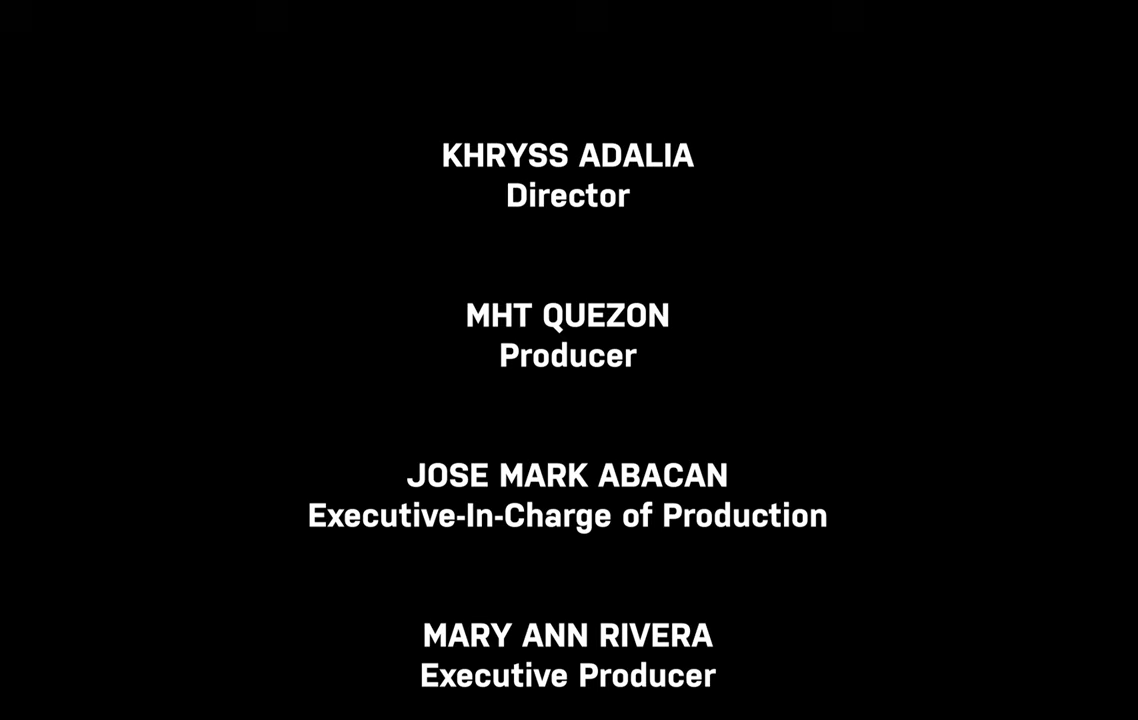 KHRYSS ADALIA
Director
MHT QUEZON
Producer
JOSE MARK ABACAN
Executive-In-Charge of Production
MARY ANN RIVERA
Executive Producer